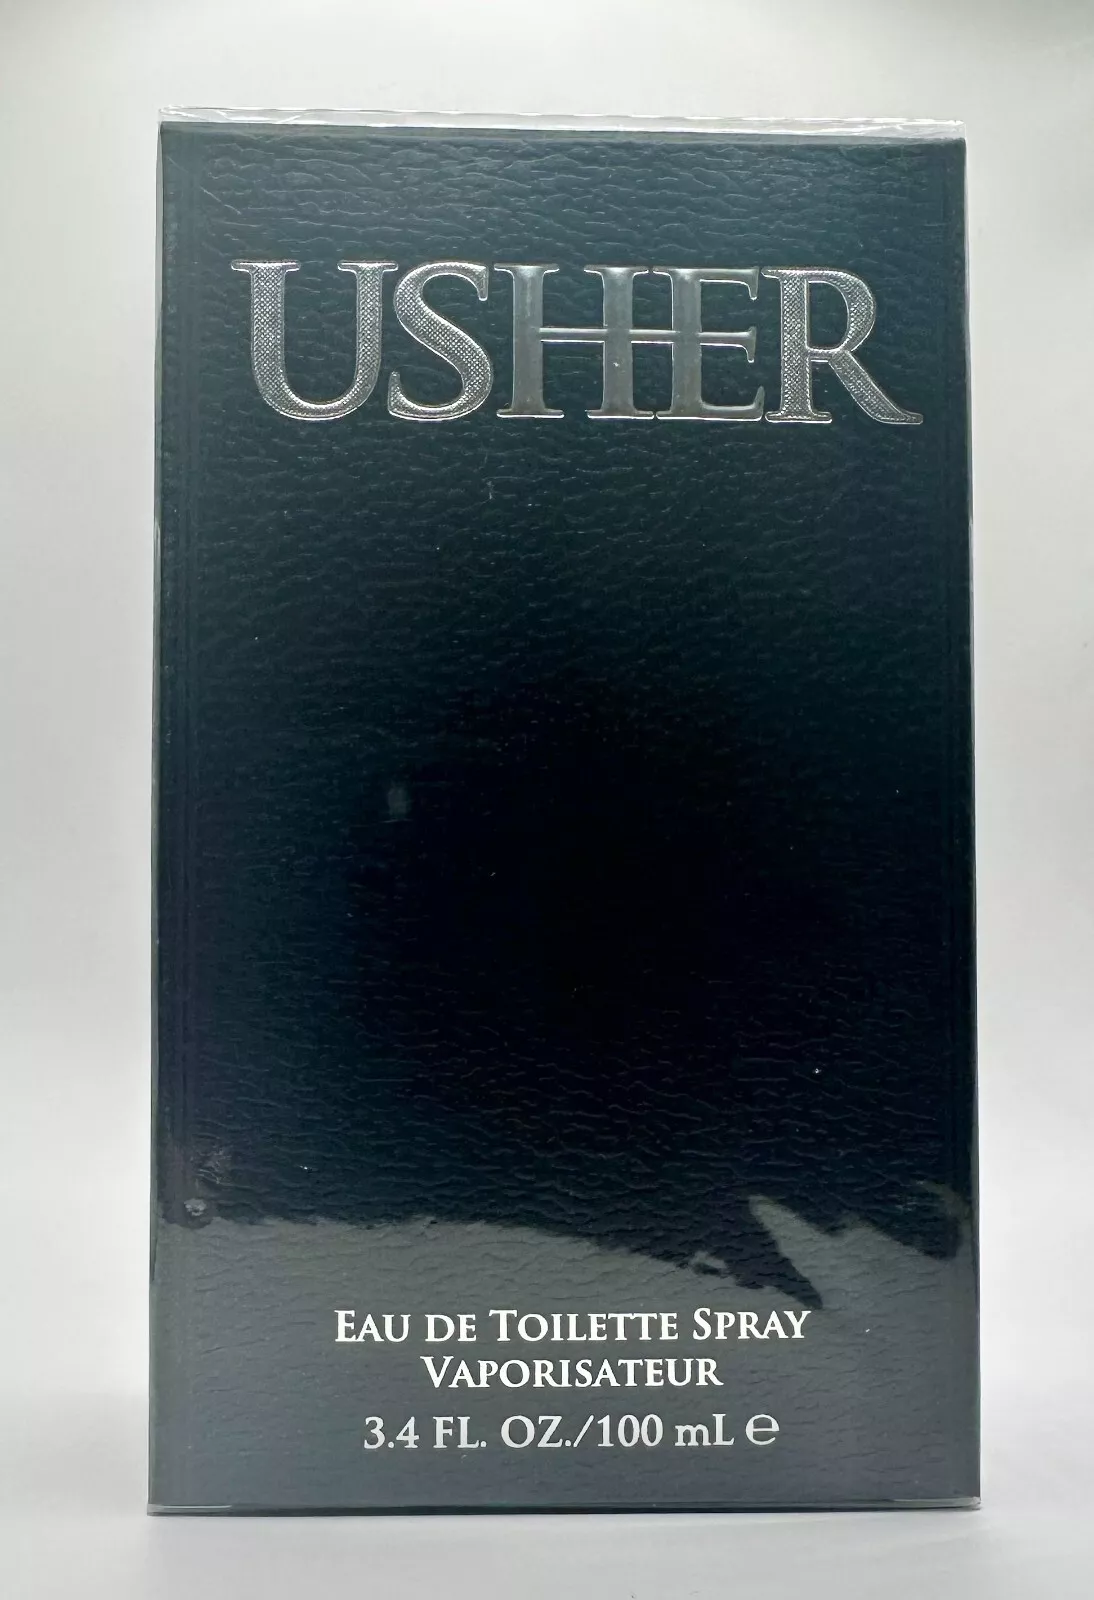 USHER
EAU DE TOILETTE SPRAY
VAPORISATEUR
3.4 FL. OZ./100 mL ℮